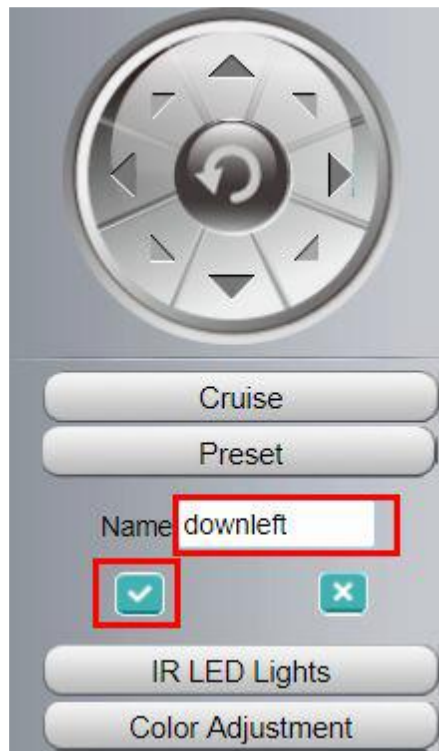 Cruise
Preset
Name downleft
IR LED Lights
Color Adjustment